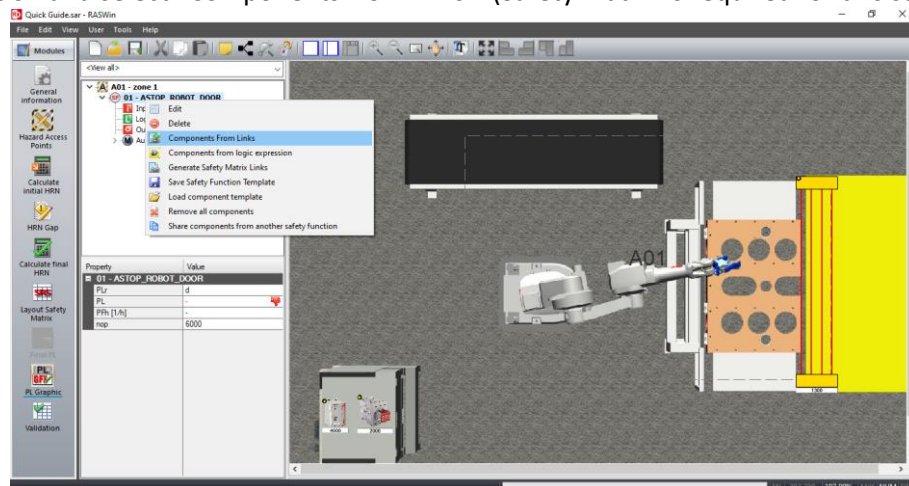 Quick Guide.sar - RASWin
File Edit View User Tools Help
Modules
General information
Hazard Access Points
Calculate initial HRN
HRN Gap
Calculate final HRN
Layout Safety Matrix
Final PL
PL Graphic
Validation
<View all>
A01 - zone 1
01 - ASTOP_ROBOT_DOOR
Edit
Delete
Components From Links
Components from logic expression
Generate Safety Matrix Links
Save Safety Function Template
Load component template
Remove all components
Share components from another safety function
Property Value
01 - ASTOP_ROBOT_DOOR
PLr d
PL -
PFh [1/h] -
nop 6000
A01
1300